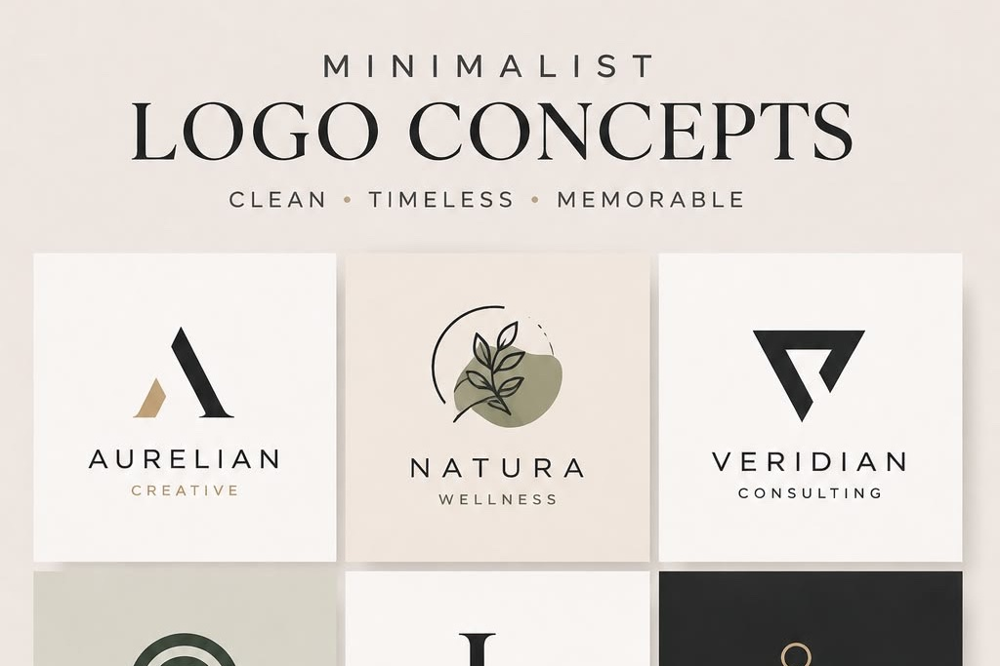 MINIMALIST
LOGO CONCEPTS
CLEAN • TIMELESS • MEMORABLE
AURELIAN
CREATIVE
NATURA
WELLNESS
VERIDIAN
CONSULTING